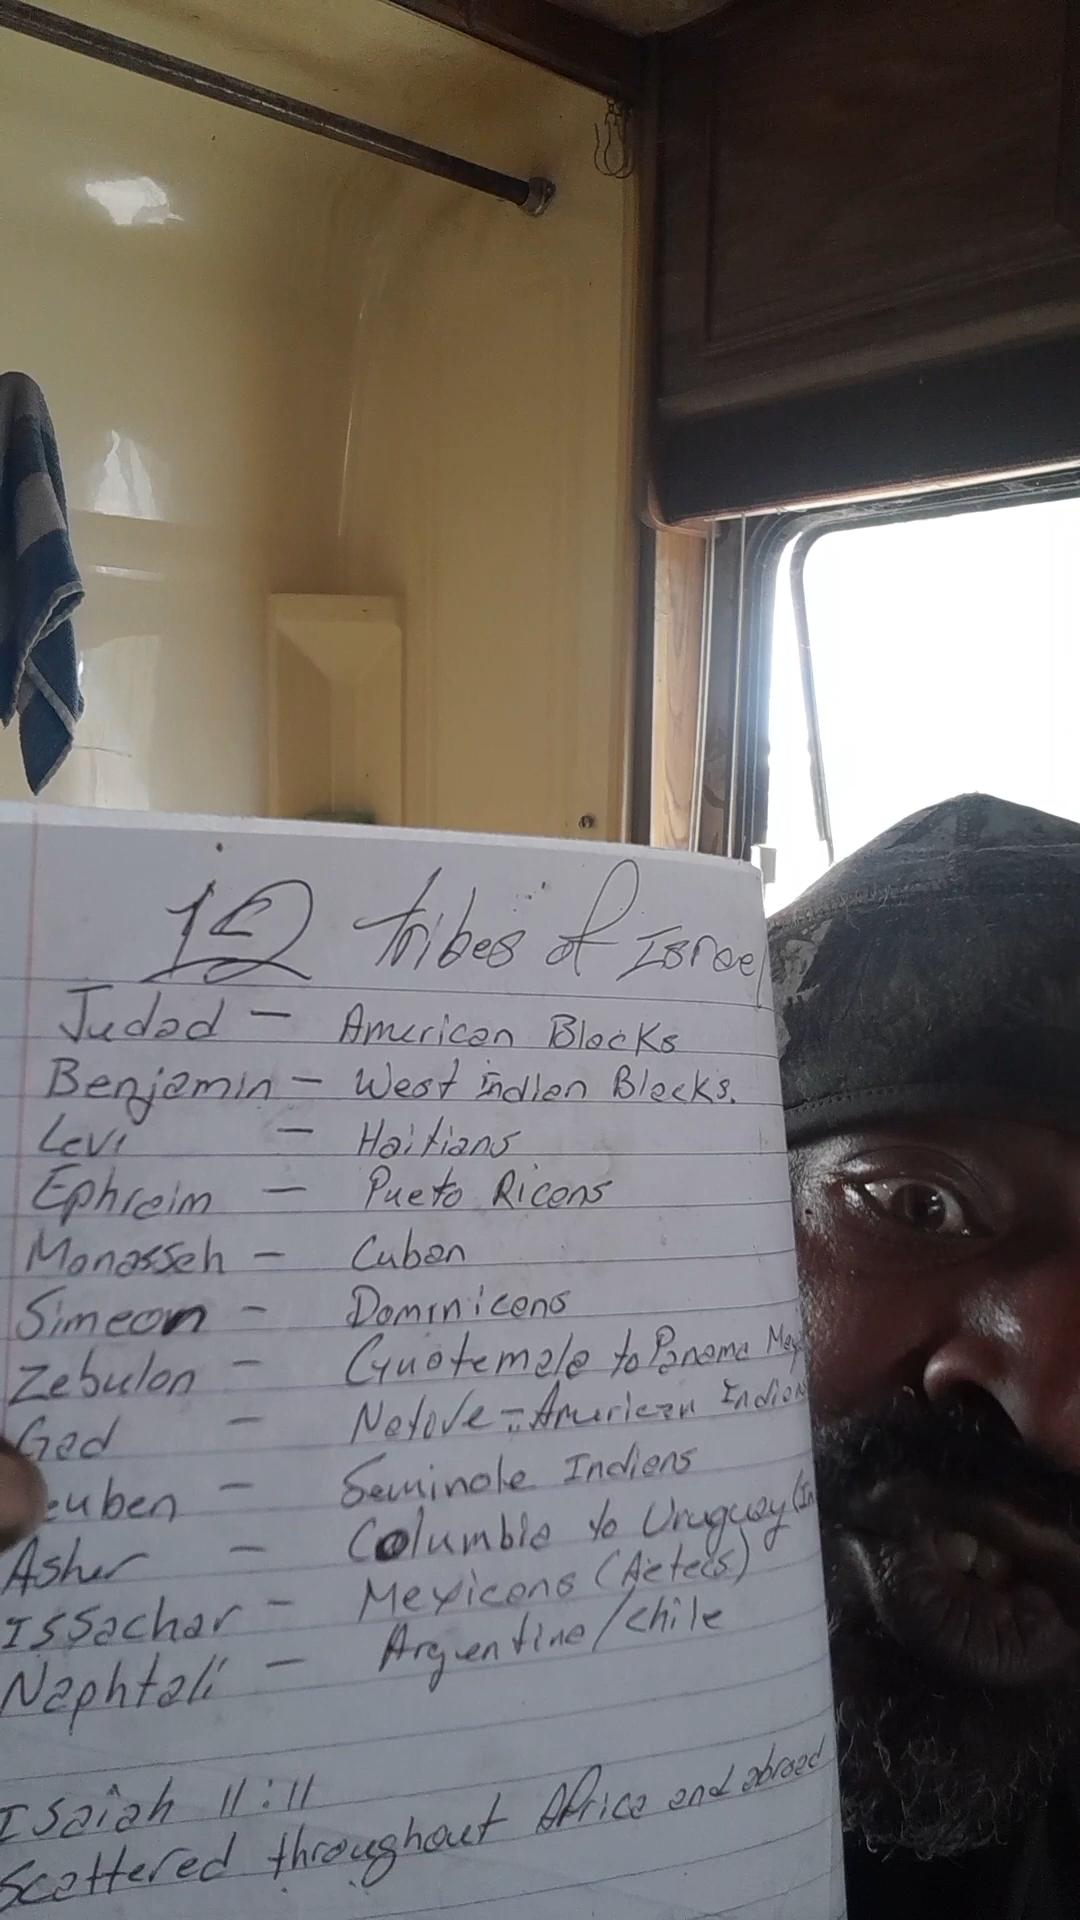 12 tribes of Israel
Judad — American Blacks
Benjamin — West Indian Blacks.
Levi — Haitians
Ephraim — Pueto Ricans
Manasseh — Cuban
Simeon — Dominicans
Zebulon — Guatemala to Panama
Gad — Native-American Indians
euben — Seminole Indians
Asher — Columbia to Uruguay
Issachar — Mexicans (Aztecs)
Naphtali — Argentina/Chile
Isaiah 11:11
Scattered throughout Africa and abroad